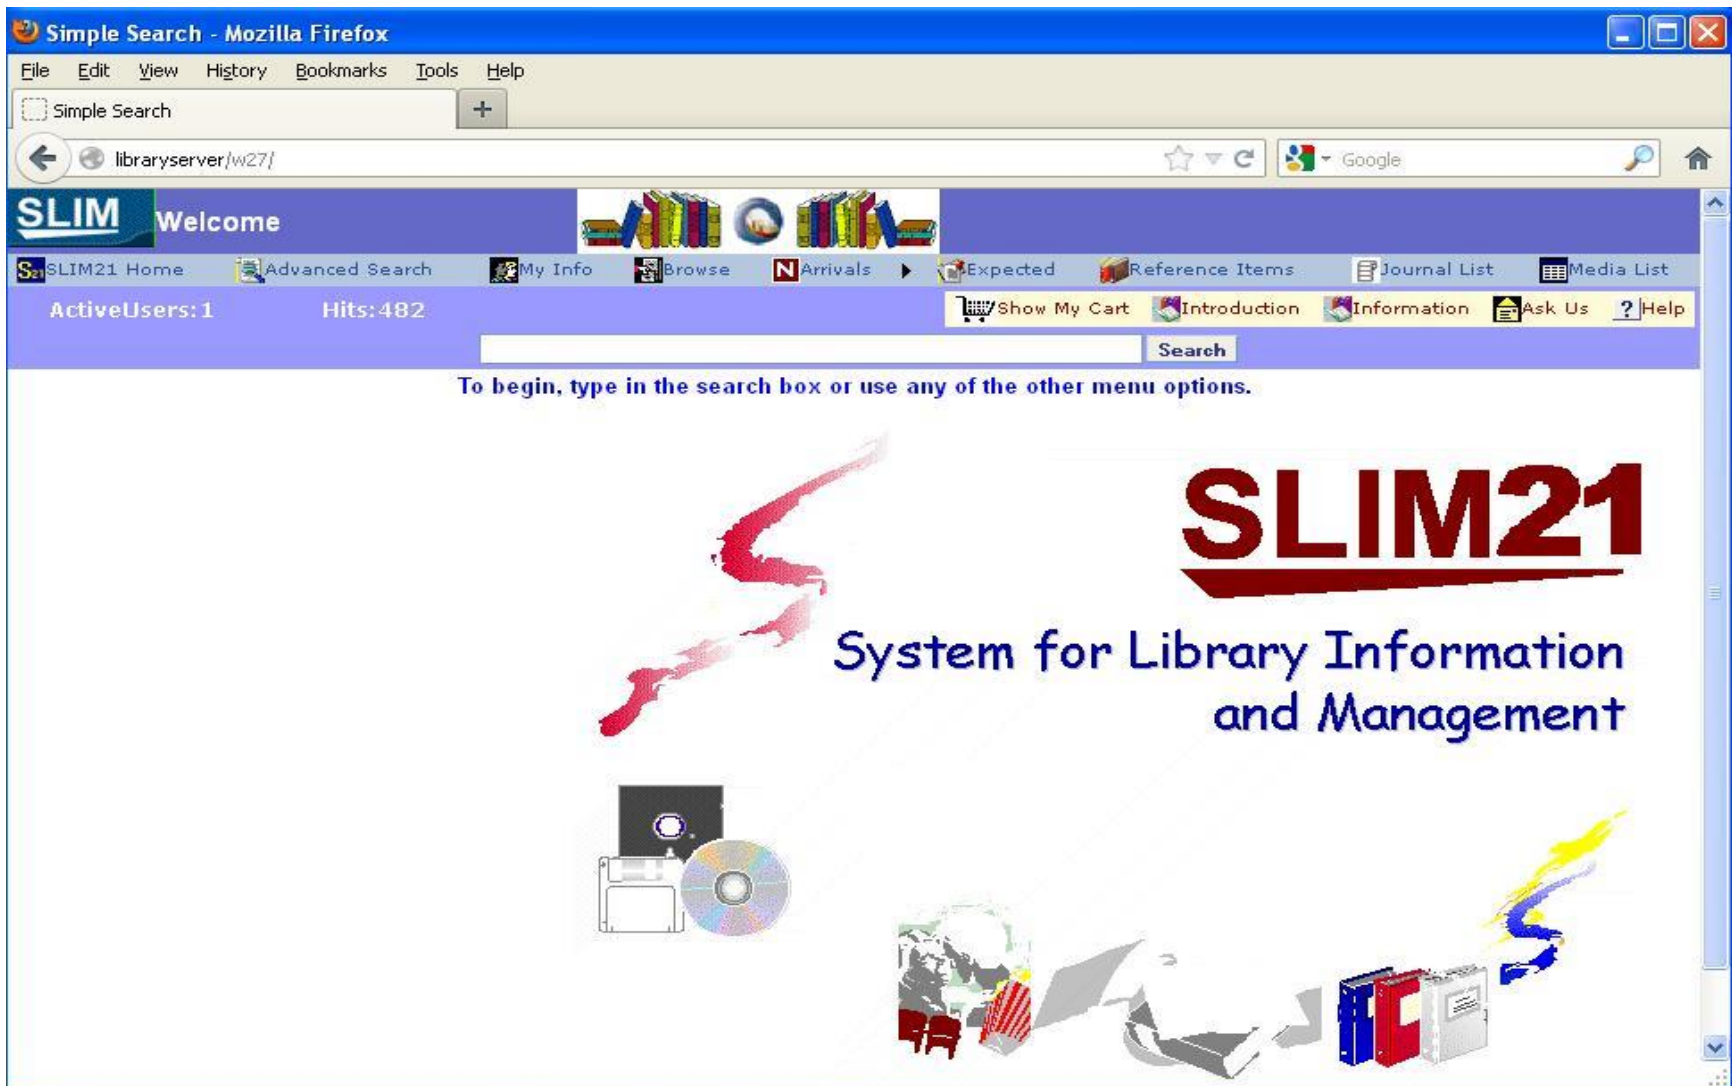 Simple Search - Mozilla Firefox
File Edit View History Bookmarks Tools Help
Simple Search
libraryserver/w27/ Google
SLIM Welcome
SLIM21 Home Advanced Search My Info Browse N Arrivals Expected Reference Items Journal List Media List
ActiveUsers:1 Hits:482 Show My Cart Introduction Information Ask Us ? Help
Search
To begin, type in the search box or use any of the other menu options.
SLIM21
System for Library Information
and Management